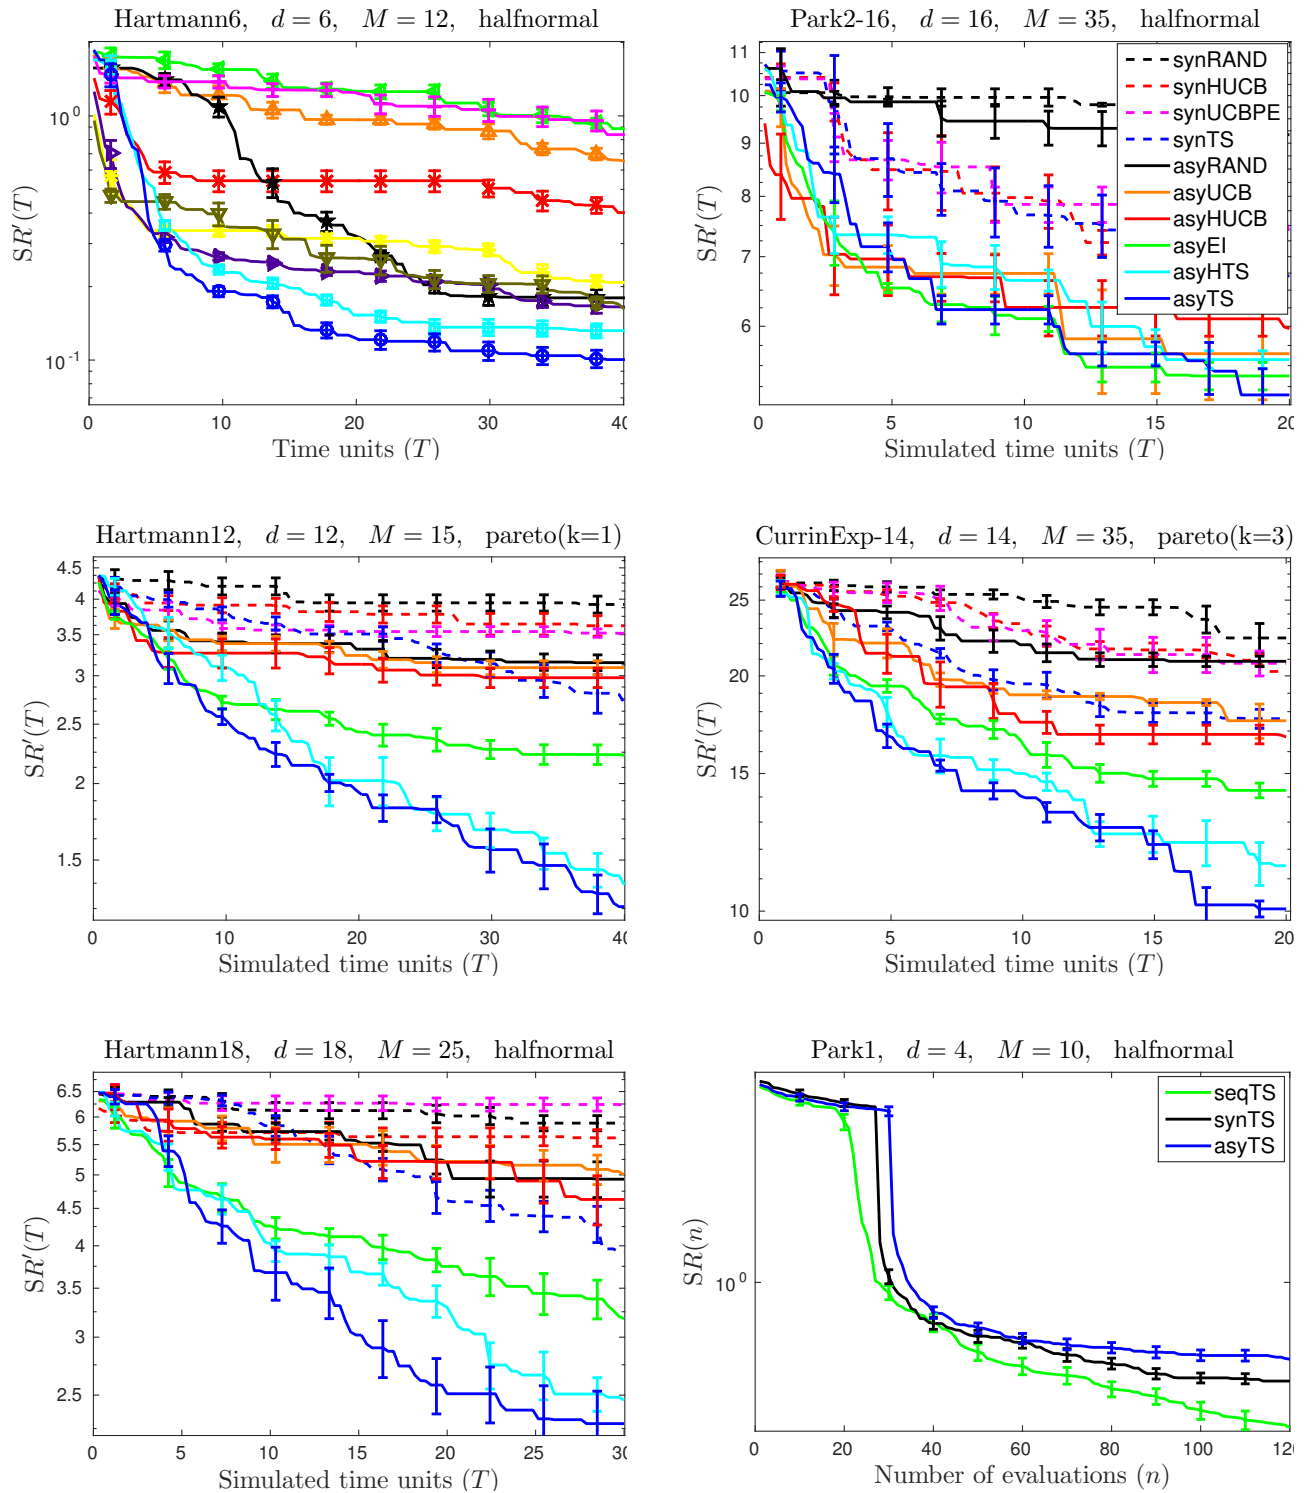 Hartmann6, d = 6, M = 12, halfnormal
SR′(T)
10^0
10^-1
0 10 20 30 40
Time units (T)
Park2-16, d = 16, M = 35, halfnormal
SR′(T)
11
10
9
8
7
6
0 5 10 15 20
Simulated time units (T)
synRAND
synHUCB
synUCBPE
synTS
asyRAND
asyUCB
asyHUCB
asyEI
asyHTS
asyTS
Hartmann12, d = 12, M = 15, pareto(k=1)
SR′(T)
4.5
4
3.5
3
2.5
2
1.5
0 10 20 30 40
Simulated time units (T)
CurrinExp-14, d = 14, M = 35, pareto(k=3)
SR′(T)
25
20
15
10
0 5 10 15 20
Simulated time units (T)
Hartmann18, d = 18, M = 25, halfnormal
SR′(T)
6.5
6
5.5
5
4.5
4
3.5
3
2.5
0 5 10 15 20 25 30
Simulated time units (T)
Park1, d = 4, M = 10, halfnormal
SR(n)
10^0
0 20 40 60 80 100 120
Number of evaluations (n)
seqTS
synTS
asyTS